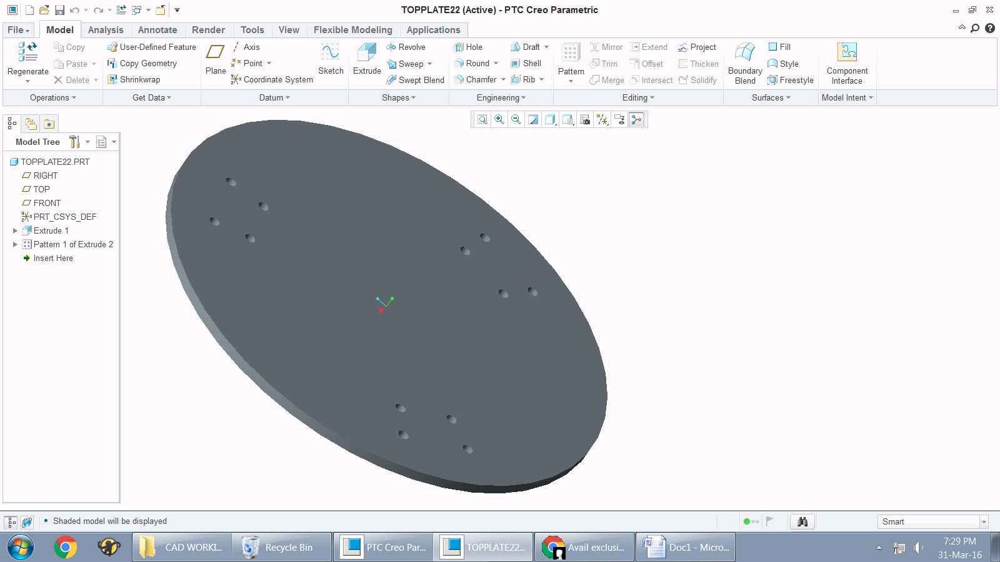 TOPPLATE22 (Active) - PTC Creo Parametric
File Model Analysis Annotate Render Tools View Flexible Modeling Applications
Regenerate
Copy
Paste
Delete
Operations
User-Defined Feature
Copy Geometry
Shrinkwrap
Get Data
Plane
Axis
Point
Coordinate System
Sketch
Datum
Extrude
Revolve
Sweep
Swept Blend
Shapes
Hole
Round
Chamfer
Draft
Shell
Rib
Engineering
Pattern
Mirror
Trim
Merge
Extend
Offset
Intersect
Project
Thicken
Solidify
Editing
Boundary
Blend
Fill
Style
Freestyle
Surfaces
Component
Interface
Model Intent
Model Tree
TOPPLATE22.PRT
RIGHT
TOP
FRONT
PRT_CSYS_DEF
Extrude 1
Pattern 1 of Extrude 2
Insert Here
• Shaded model will be displayed
Smart
CAD WORKI...
Recycle Bin
PTC Creo Par...
TOPPLATE22...
Avail exclusi...
Doc1 - Micro...
7:29 PM
31-Mar-16